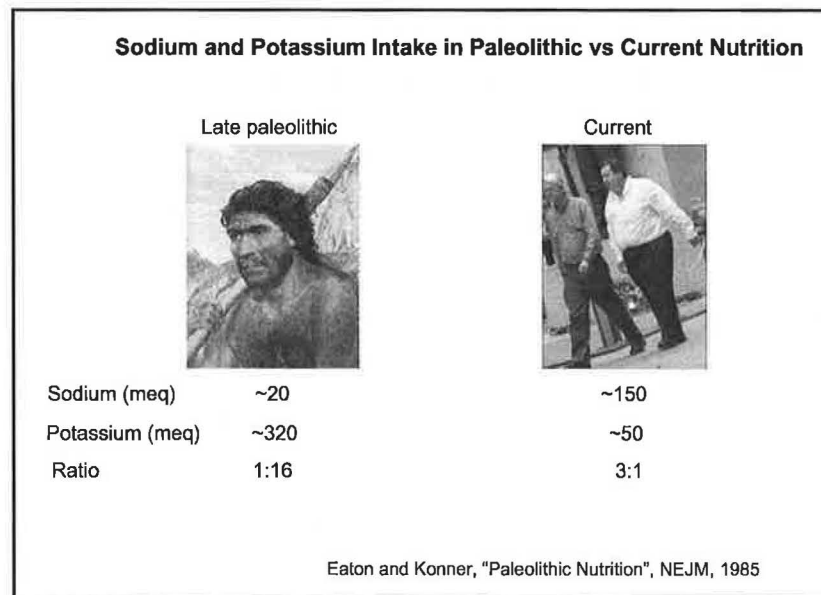 Sodium and Potassium Intake in Paleolithic vs Current Nutrition
Late paleolithic Current
Sodium (meq) ~20 ~150
Potassium (meq) ~320 ~50
Ratio 1:16 3:1
Eaton and Konner, "Paleolithic Nutrition", NEJM, 1985